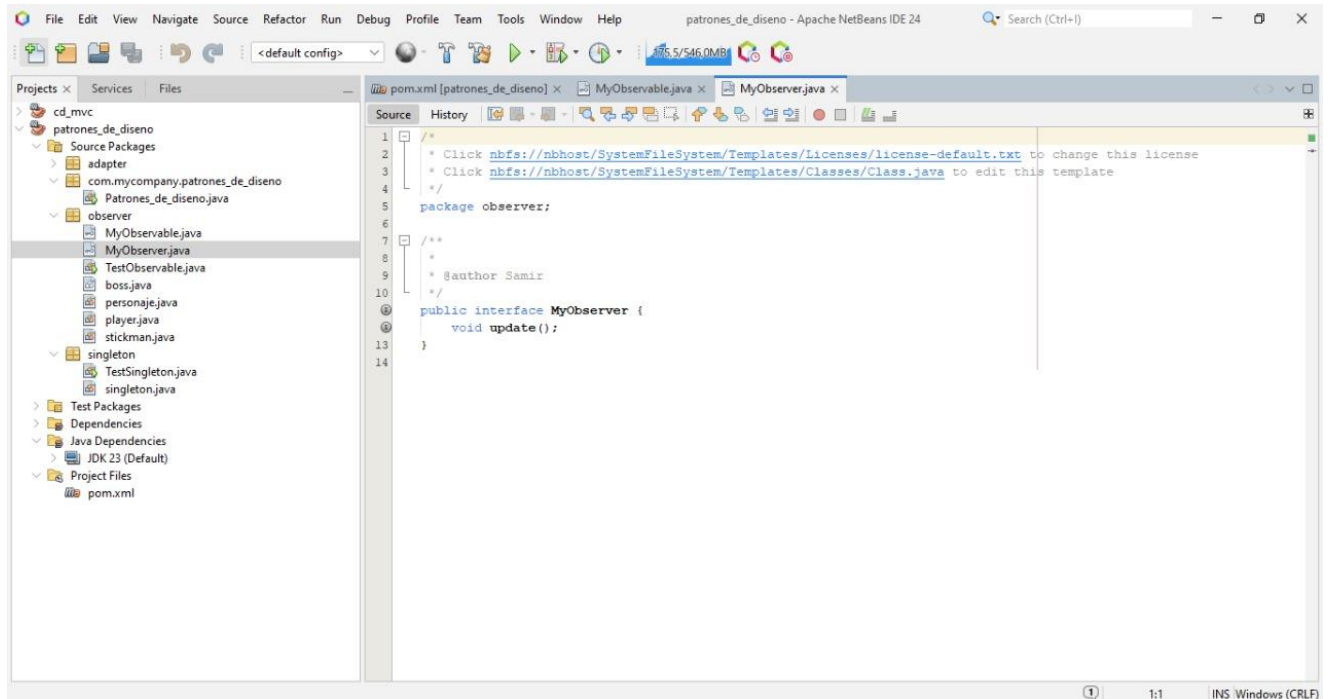 File Edit View Navigate Source Refactor Run Debug Profile Team Tools Window Help patrones_de_diseno - Apache NetBeans IDE 24 Search (Ctrl+I)
<default config> 175,5/546,0MB
Projects Services Files
cd_mvc
patrones_de_diseno
Source Packages
adapter
com.mycompany.patrones_de_diseno
Patrones_de_diseno.java
observer
MyObservable.java
MyObserver.java
TestObservable.java
boss.java
personaje.java
player.java
stickman.java
singleton
TestSingleton.java
singleton.java
Test Packages
Dependencies
Java Dependencies
JDK 23 (Default)
Project Files
pom.xml
pom.xml [patrones_de_diseno] MyObservable.java MyObserver.java
Source History
1 /*
2 * Click nbfs://nbhost/SystemFileSystem/Templates/Licenses/license-default.txt to change this license
3 * Click nbfs://nbhost/SystemFileSystem/Templates/Classes/Class.java to edit this template
4 */
5 package observer;
6
7 /**
8 *
9 * @author Samir
10 */
public interface MyObserver {
void update();
13 }
14
1 1:1 INS Windows (CRLF)